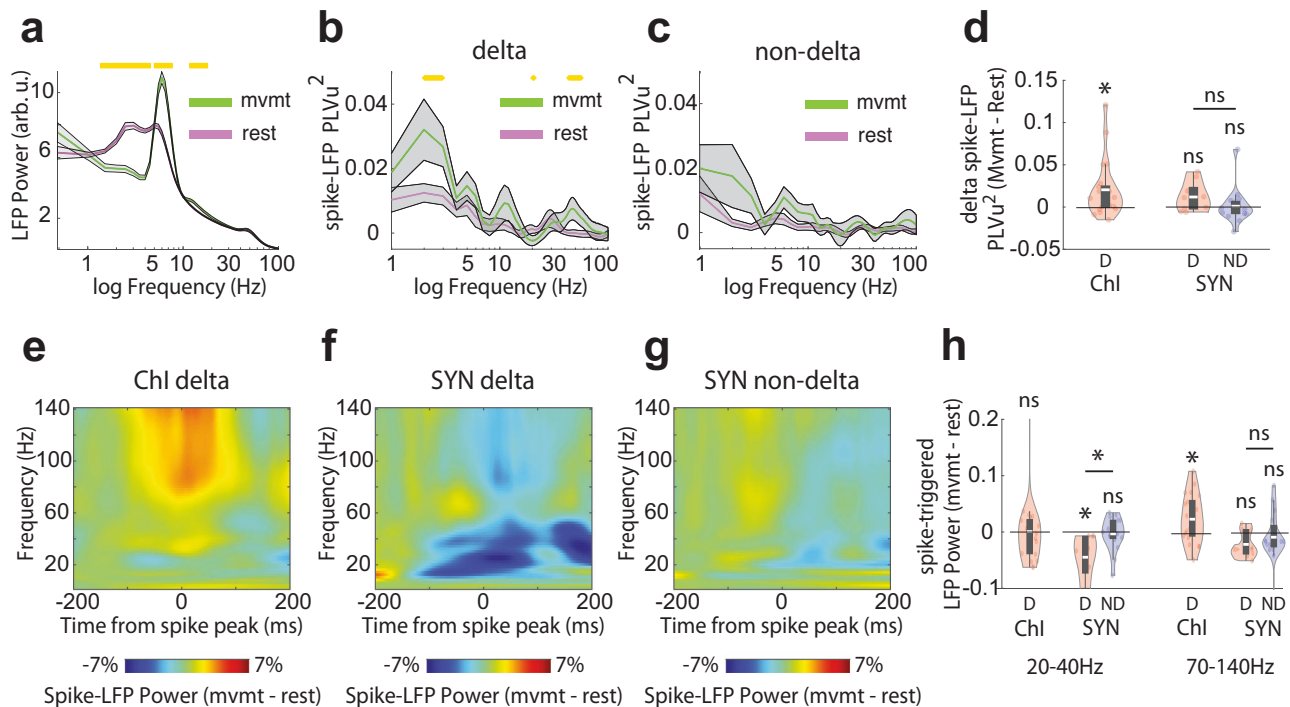 a
LFP Power (arb. u.)
10
6
2
mvmt
rest
1
5
10
100
log Frequency (Hz)
b
delta
spike-LFP PLVu²
0.04
0.02
0
mvmt
rest
1
5
10
30
100
log Frequency (Hz)
c
non-delta
spike-LFP PLVu²
0.04
0.02
0
mvmt
rest
1
5
10
30
100
log Frequency (Hz)
d
delta spike-LFP
PLVu² (Mvmt - Rest)
0.15
0.1
0.05
0
-0.05
*
ns
ns
ns
D
D
ND
ChI
SYN
e
ChI delta
Frequency (Hz)
140
100
60
20
-200
0
200
Time from spike peak (ms)
-7%
7%
Spike-LFP Power (mvmt - rest)
f
SYN delta
Frequency (Hz)
140
100
60
20
-200
0
200
Time from spike peak (ms)
-7%
7%
Spike-LFP Power (mvmt - rest)
g
SYN non-delta
Frequency (Hz)
140
100
60
20
-200
0
200
Time from spike peak (ms)
-7%
7%
Spike-LFP Power (mvmt - rest)
h
spike-triggered
LFP Power (mvmt - rest)
0.2
0.1
0
-0.1
ns
*
*
ns
*
ns
ns
ns
D
D
ND
D
D
ND
ChI
SYN
ChI
SYN
20-40Hz
70-140Hz